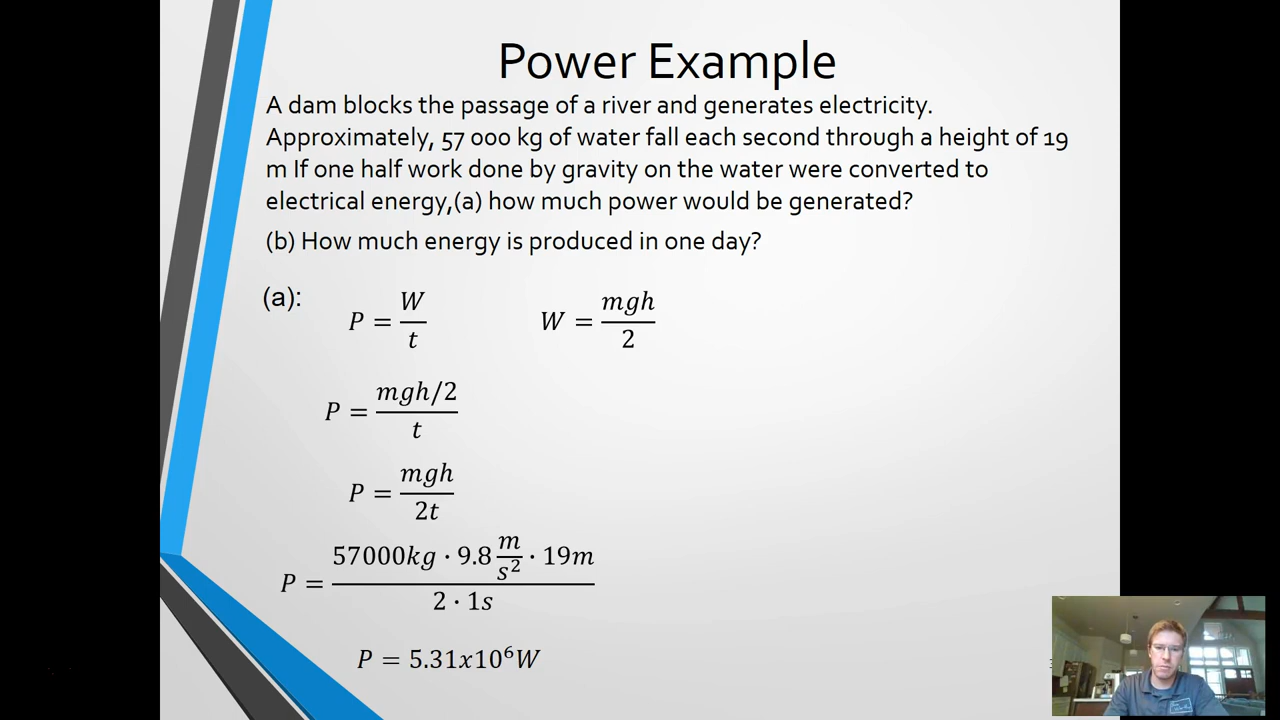 Power Example
A dam blocks the passage of a river and generates electricity.
Approximately, 57 000 kg of water fall each second through a height of 19
m If one half work done by gravity on the water were converted to
electrical energy,(a) how much power would be generated?
(b) How much energy is produced in one day?
(a):
P = W/t    W = mgh/2
P = (mgh/2)/t
P = mgh/2t
P = (57000kg · 9.8 m/s² · 19m)/(2 · 1s)
P = 5.31x10⁶W